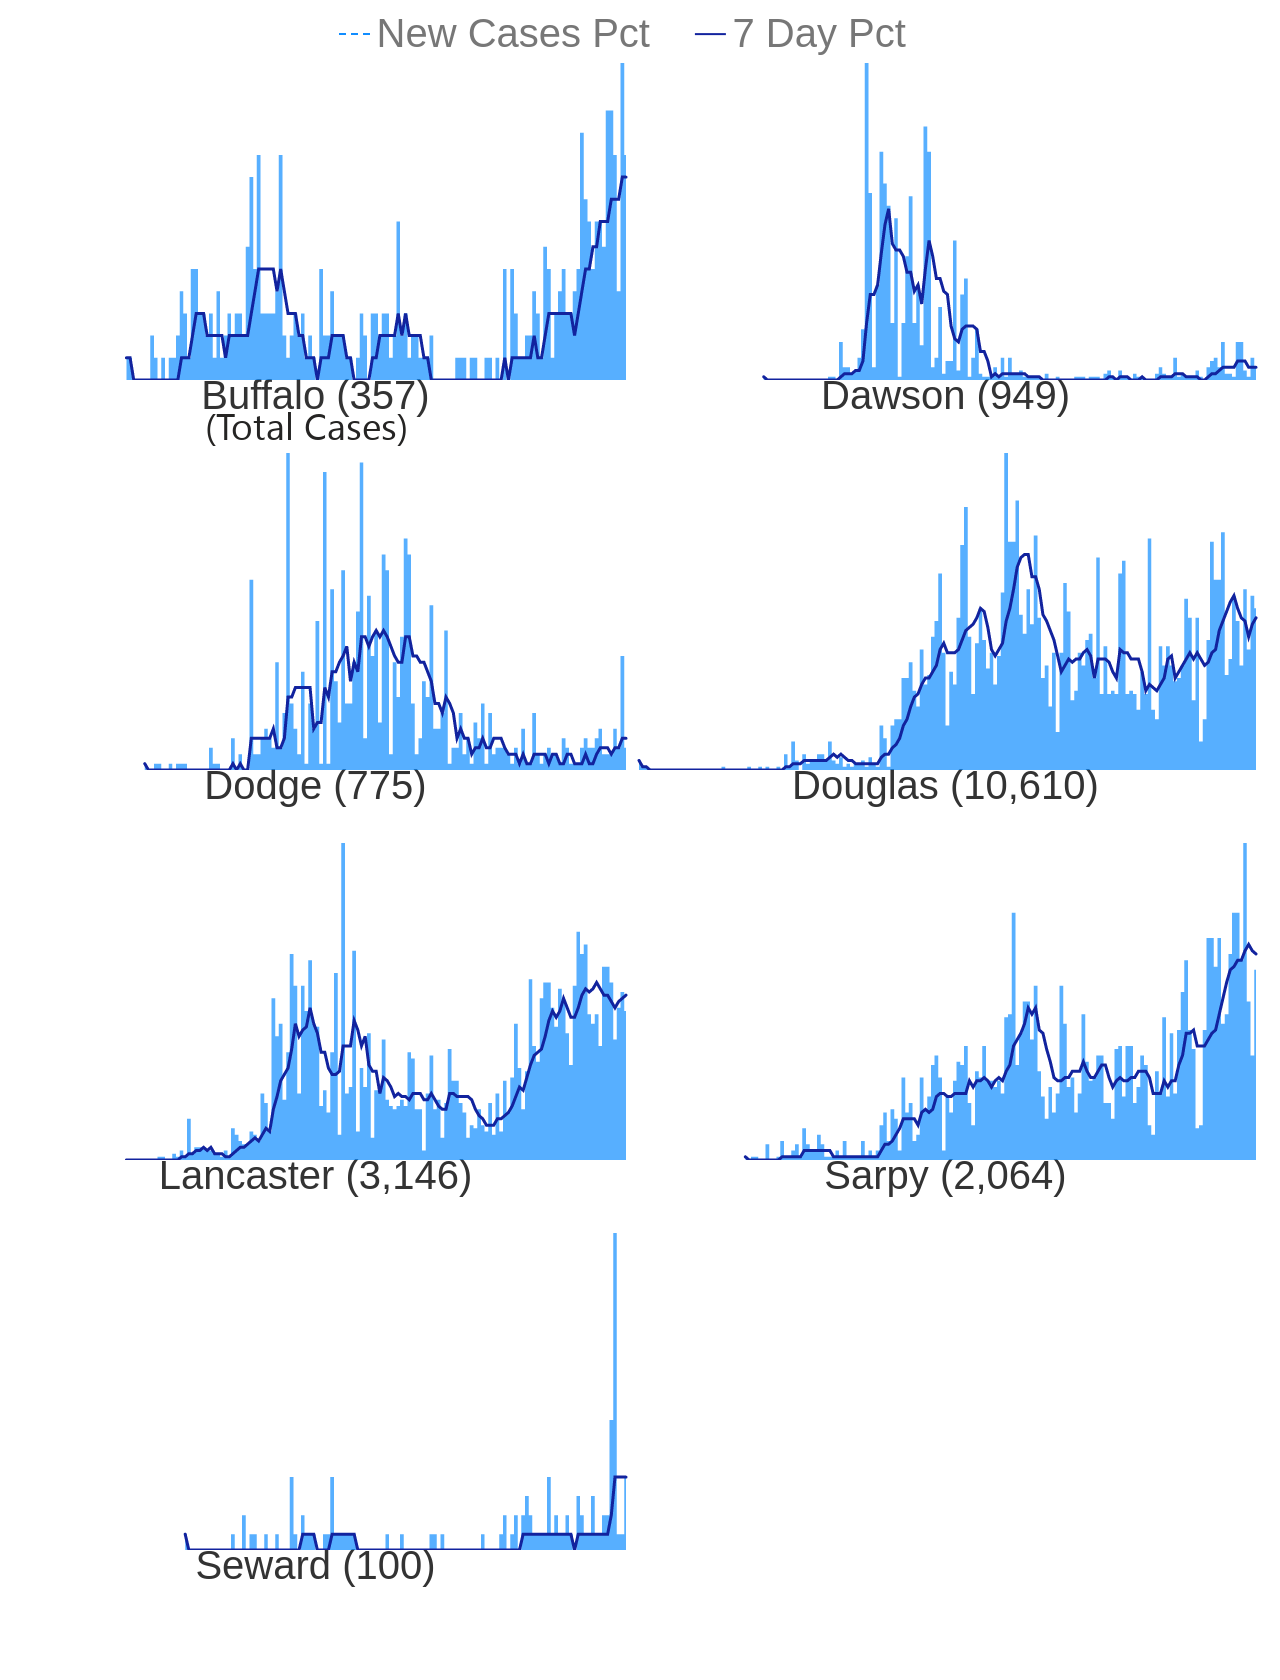 New Cases Pct 7 Day Pct
Buffalo (357) Dawson (949)
(Total Cases)
Dodge (775) Douglas (10,610)
Lancaster (3,146) Sarpy (2,064)
Seward (100)